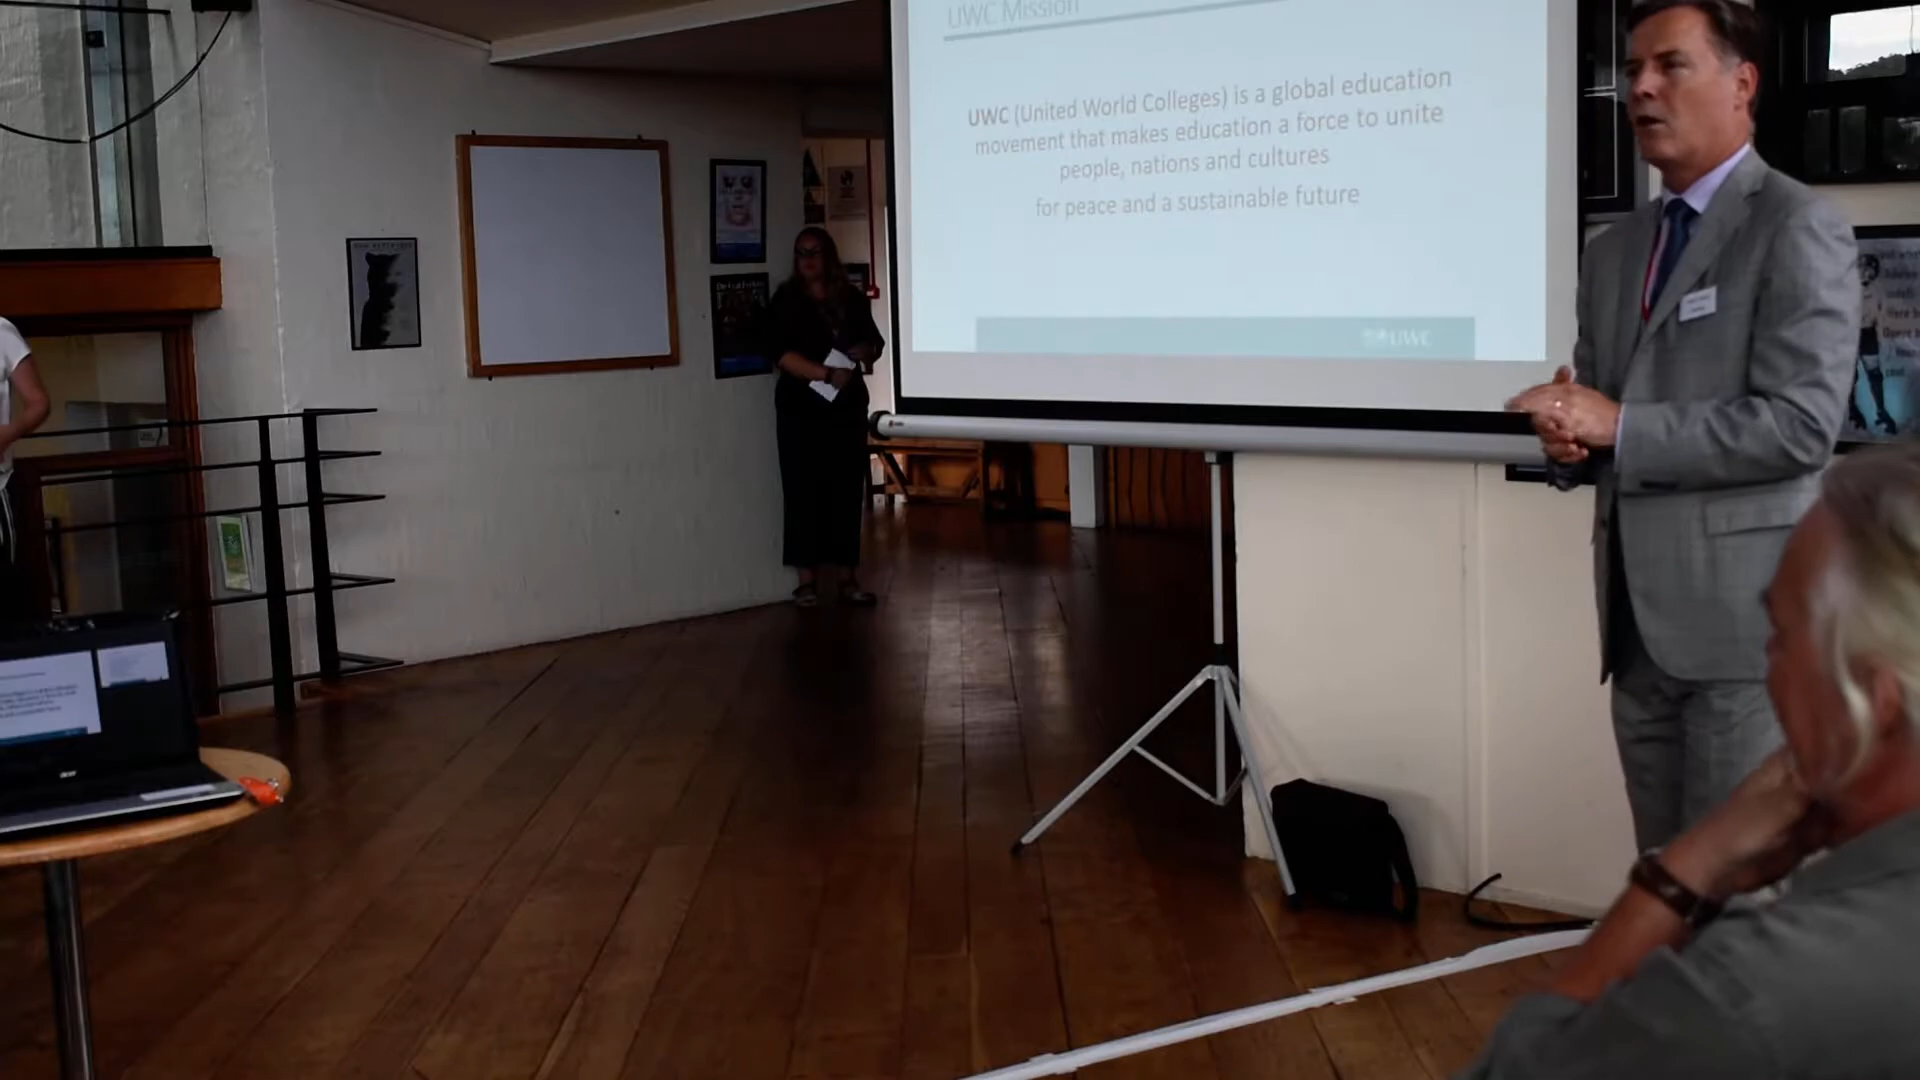 UWC Mission
UWC (United World Colleges) is a global education
movement that makes education a force to unite
people, nations and cultures
for peace and a sustainable future
UWC
acer